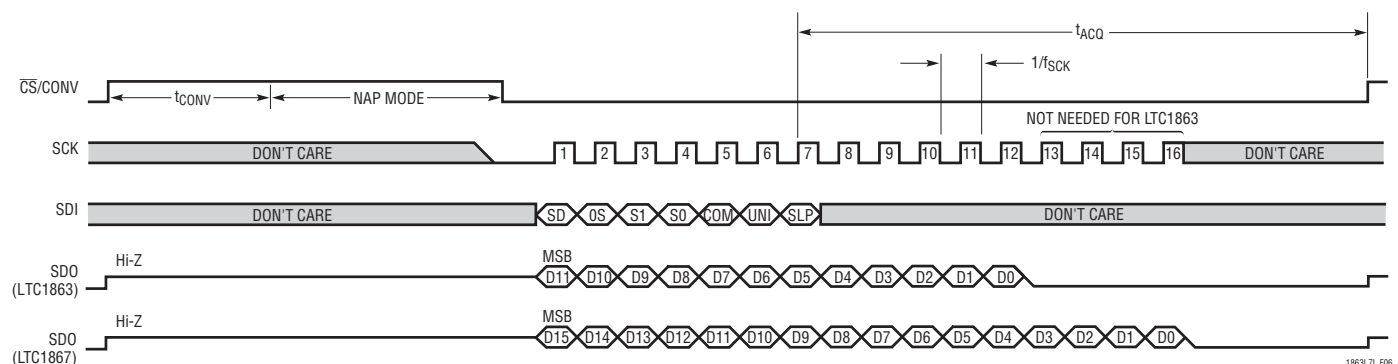 tACQ
1/fSCK
CS/CONV
tCONV
NAP MODE
NOT NEEDED FOR LTC1863
SCK
DON'T CARE
1 2 3 4 5 6 7 8 9 10 11 12 13 14 15 16
DON'T CARE
SDI
DON'T CARE
SD 0S S1 S0 COM UNI SLP
DON'T CARE
SDO
(LTC1863)
Hi-Z
MSB
D11 D10 D9 D8 D7 D6 D5 D4 D3 D2 D1 D0
SDO
(LTC1867)
Hi-Z
MSB
D15 D14 D13 D12 D11 D10 D9 D8 D7 D6 D5 D4 D3 D2 D1 D0
1863L7L F06